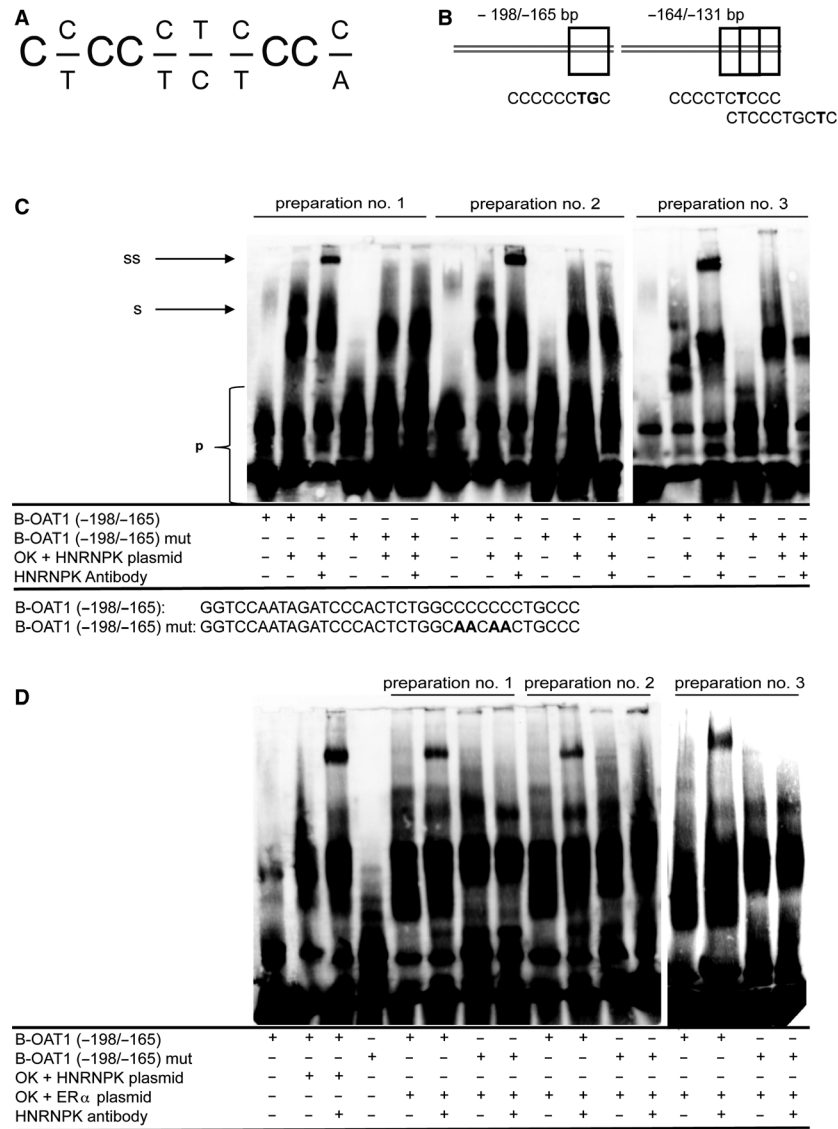 A
B
C C/T CC C/T T/C C/T CC C/A
– 198/–165 bp –164/–131 bp
CCCCCCTGC
CCCCTCTCCC
CTCCCTGCTC
C
preparation no. 1 preparation no. 2 preparation no. 3
ss
s
p
B-OAT1 (–198/–165) + + + – – – + + + – – – + + + – – –
B-OAT1 (–198/–165) mut – – – + + + – – – + + + – – – + + +
OK + HNRNPK plasmid – + + – + + – + + – + + – + + – + +
HNRNPK Antibody – – + – – + – – + – – + – – + – – +
B-OAT1 (–198/–165): GGTCCAATAGATCCCACTCTGGCCCCCCCTGCCC
B-OAT1 (–198/–165) mut: GGTCCAATAGATCCCACTCTGGCAACAACTGCCC
D
preparation no. 1 preparation no. 2 preparation no. 3
B-OAT1 (–198/–165) + + + – + + – – + + – – + + – –
B-OAT1 (–198/–165) mut – – – + – – + + – – + + – – + +
OK + HNRNPK plasmid – + + – – – – – – – – – – – – –
OK + ERα plasmid – – – – + + + + + + + + + + + +
HNRNPK antibody – – + – – + – + – + – + – + – +